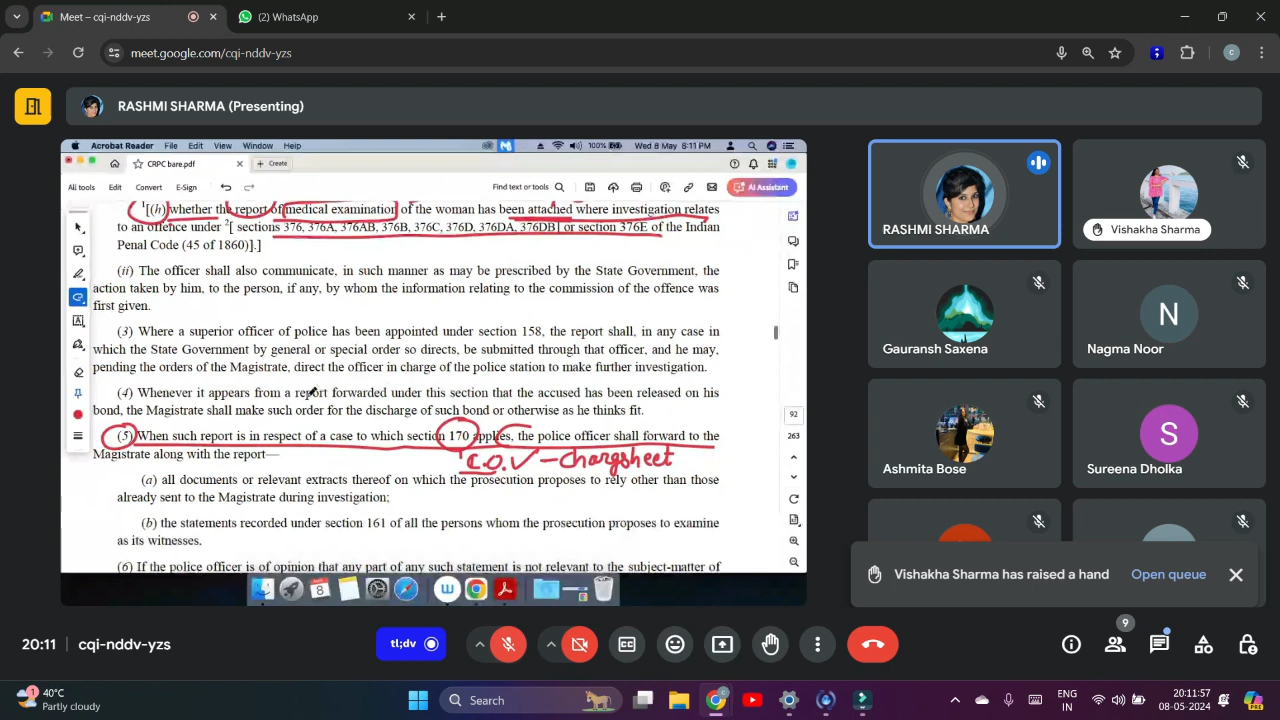 Meet – cqi-nddv-yzs
(2) WhatsApp
meet.google.com/cqi-nddv-yzs
C
RASHMI SHARMA (Presenting)
Acrobat Reader File Edit View Window Help 100% Wed 8 May 8:11 PM
CRPC bare.pdf
Create
All tools Edit Convert E-Sign Find text or tools AI Assistant
1[(h) whether the report of medical examination of the woman has been attached where investigation relates
to an offence under 2[ sections 376, 376A, 376AB, 376B, 376C, 376D, 376DA, 376DB] or section 376E of the Indian
Penal Code (45 of 1860).]
(ii) The officer shall also communicate, in such manner as may be prescribed by the State Government, the
action taken by him, to the person, if any, by whom the information relating to the commission of the offence was
first given.
(3) Where a superior officer of police has been appointed under section 158, the report shall, in any case in
which the State Government by general or special order so directs, be submitted through that officer, and he may,
pending the orders of the Magistrate, direct the officer in charge of the police station to make further investigation.
(4) Whenever it appears from a report forwarded under this section that the accused has been released on his
bond, the Magistrate shall make such order for the discharge of such bond or otherwise as he thinks fit.
(5) When such report is in respect of a case to which section 170 applies, the police officer shall forward to the
Magistrate along with the report—
C.O. ✓ – chargsheet
(a) all documents or relevant extracts thereof on which the prosecution proposes to rely other than those
already sent to the Magistrate during investigation;
(b) the statements recorded under section 161 of all the persons whom the prosecution proposes to examine
as its witnesses.
(6) If the police officer is of opinion that any part of any such statement is not relevant to the subject-matter of
92
263
8
RASHMI SHARMA
Vishakha Sharma
Gauransh Saxena
N
Nagma Noor
Ashmita Bose
S
Sureena Dholka
Vishakha Sharma has raised a hand
Open queue
20:11
cqi-nddv-yzs
tl;dv
9
1
40°C
Partly cloudy
Search
ENG
IN
20:11:57
08-05-2024